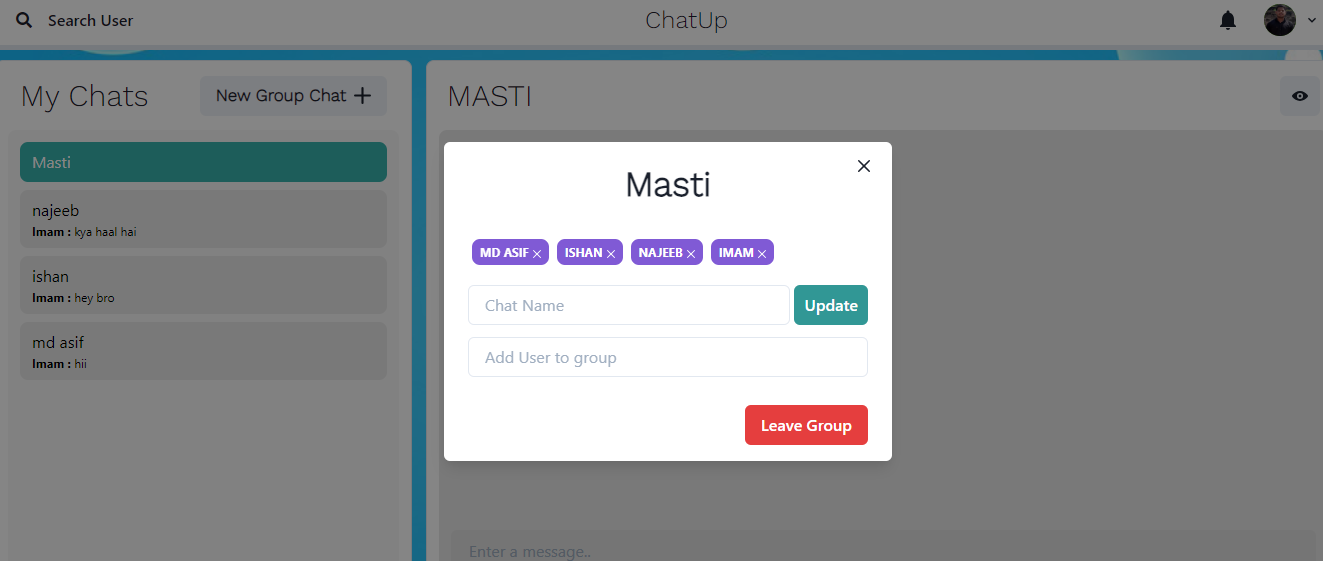 Search User
ChatUp
My Chats
New Group Chat
Masti
najeeb
Imam : kya haal hai
ishan
Imam : hey bro
md asif
Imam : hii
MASTI
Masti
MD ASIF
ISHAN
NAJEEB
IMAM
Chat Name
Update
Add User to group
Leave Group
Enter a message..